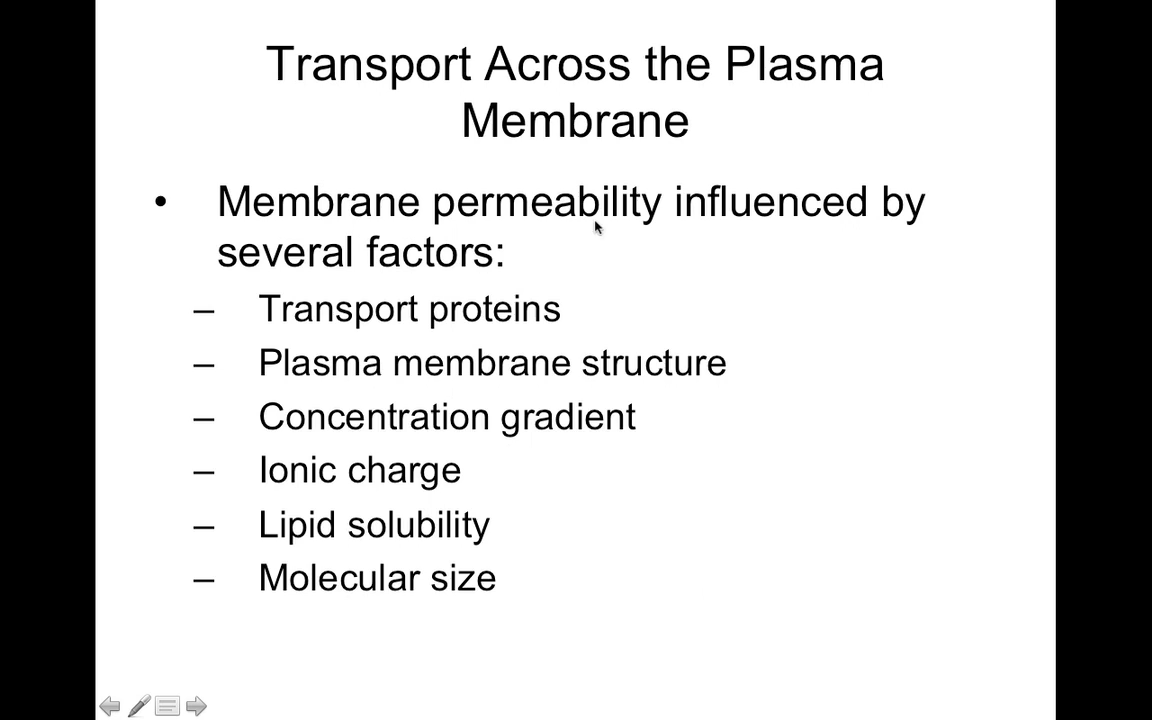 Transport Across the Plasma
Membrane
• Membrane permeability influenced by
several factors:
– Transport proteins
– Plasma membrane structure
– Concentration gradient
– Ionic charge
– Lipid solubility
– Molecular size